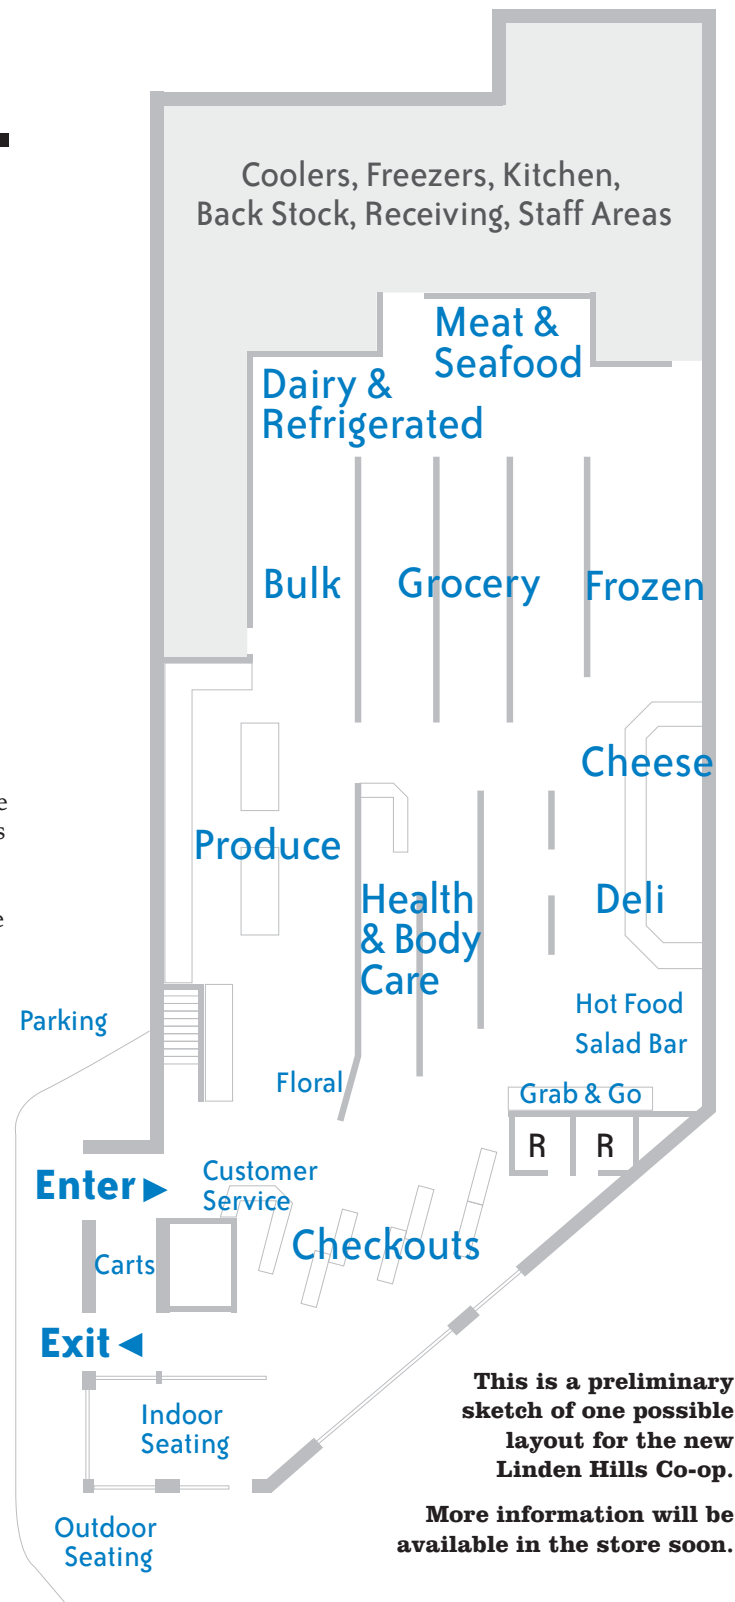 Coolers, Freezers, Kitchen,
Back Stock, Receiving, Staff Areas
Meat &
Seafood
Dairy &
Refrigerated
Bulk
Grocery
Frozen
Cheese
Produce
Health
& Body
Care
Deli
Hot Food
Salad Bar
Parking
Floral
Grab & Go
R
R
Enter
Customer
Service
Checkouts
Carts
Exit
Indoor
Seating
Outdoor
Seating
This is a preliminary
sketch of one possible
layout for the new
Linden Hills Co-op.
More information will be
available in the store soon.